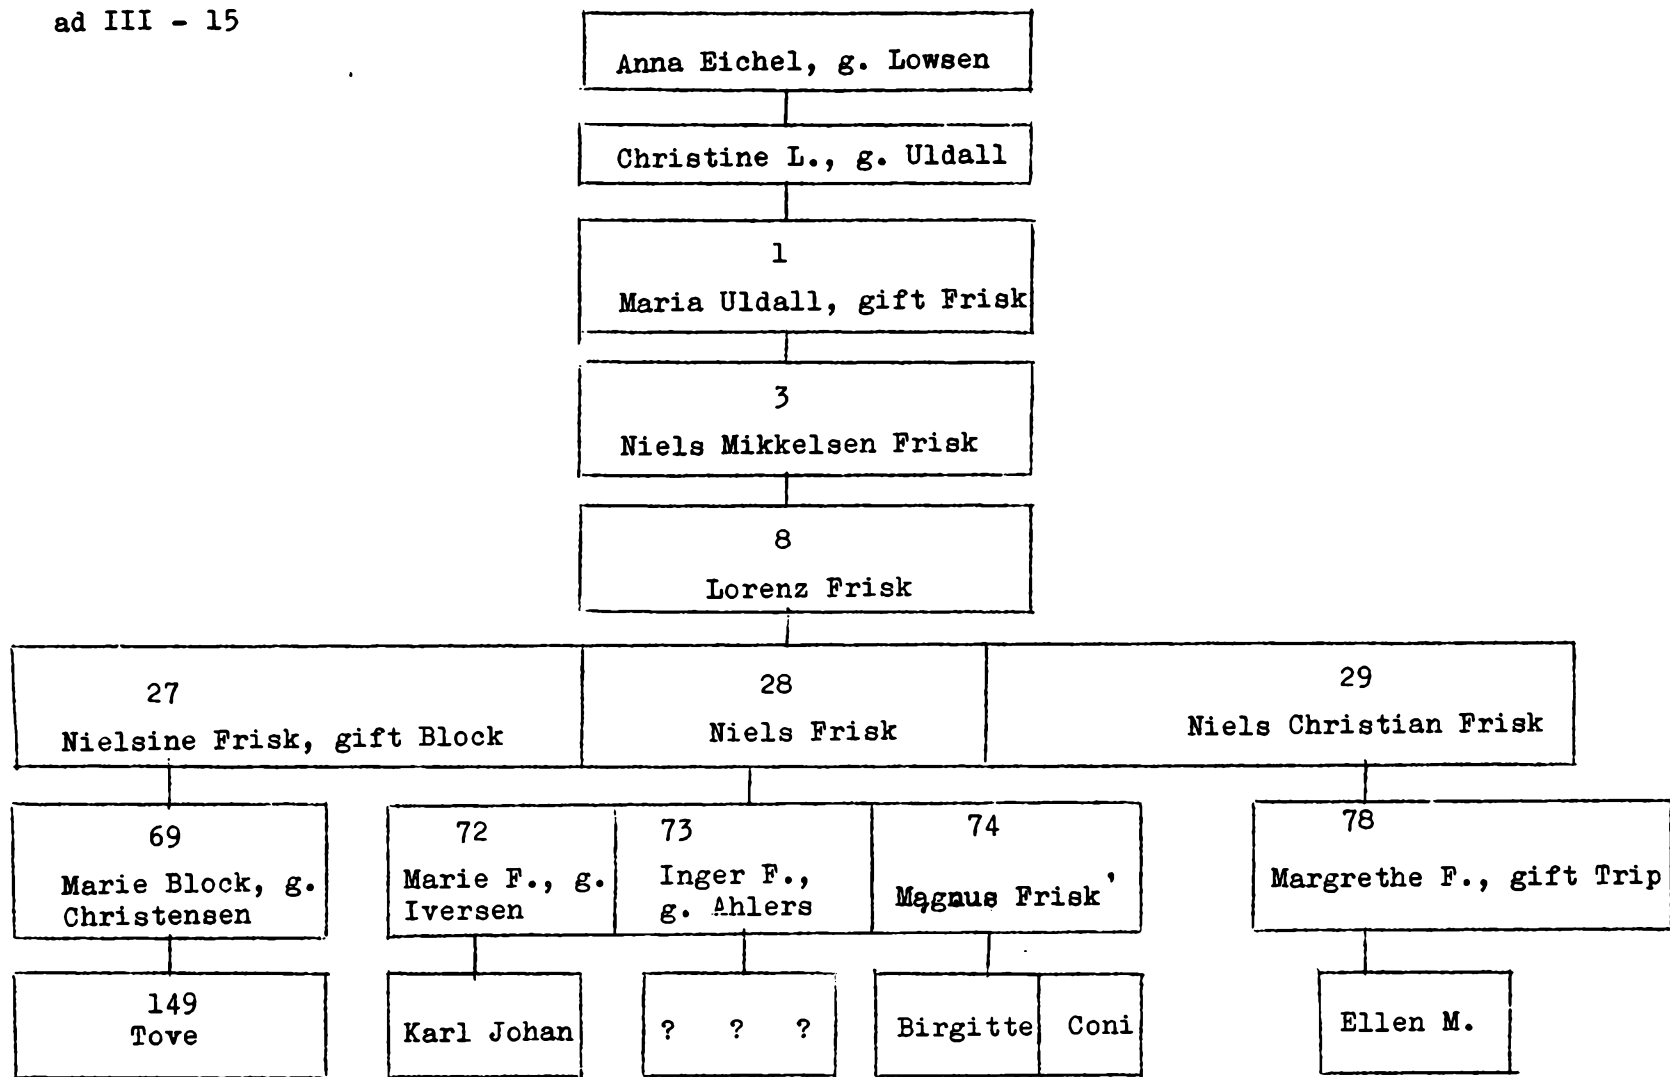 ad III - 15
Anna Eichel, g. Lowsen
Christine L., g. Uldall
1
Maria Uldall, gift Frisk
3
Niels Mikkelsen Frisk
8
Lorenz Frisk
27
Nielsine Frisk, gift Block
28
Niels Frisk
29
Niels Christian Frisk
69
Marie Block, g.
Christensen
72
Marie F., g.
Iversen
73
Inger F.,
g. Ahlers
74
Magnus Frisk
78
Margrethe F., gift Trip
149
Tove
Karl Johan
? ? ?
Birgitte
Coni
Ellen M.